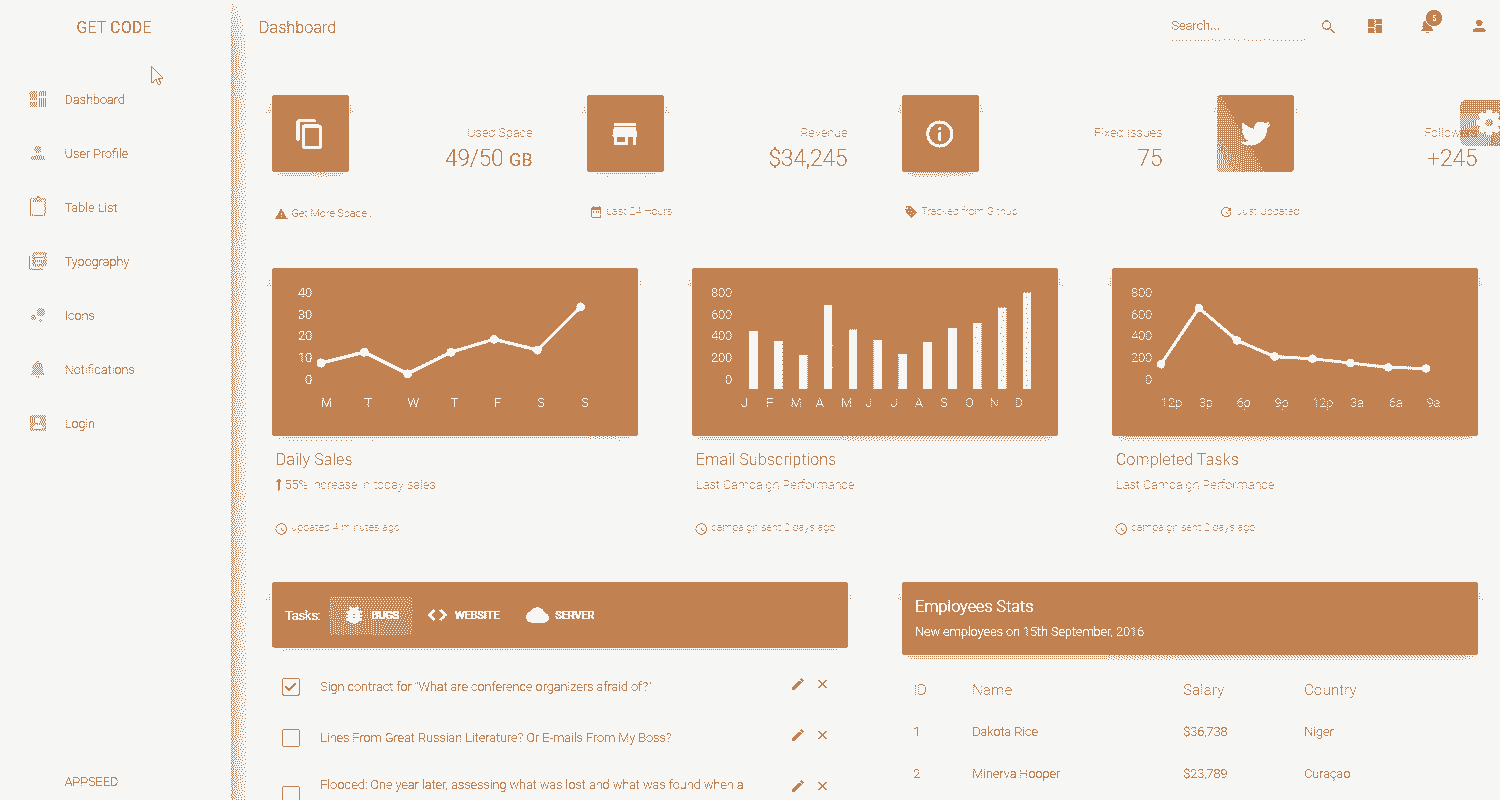 GET CODE
Dashboard
Search...
5
Dashboard
User Profile
Table List
Typography
Icons
Notifications
Login
APPSEED
Used Space
49/50 GB
Get More Space...
Revenue
$34,245
Last 24 Hours
Fixed Issues
75
Tracked from Github
+245
Just Updated
40
30
20
10
0
M T W T F S S
Daily Sales
55% increase in today sales
updated 4 minutes ago
800
600
400
200
0
J F M A M J J A S O N D
Email Subscriptions
Last Campaign Performance
campaign sent 2 days ago
800
600
400
200
0
12p 3p 6p 9p 12p 3a 6a 9a
Completed Tasks
Last Campaign Performance
campaign sent 2 days ago
Tasks: BUGS WEBSITE SERVER
Sign contract for "What are conference organizers afraid of?"
Lines From Great Russian Literature? Or E-mails From My Boss?
Flooded: One year later, assessing what was lost and what was found when a
Employees Stats
New employees on 15th September, 2016
ID Name Salary Country
1 Dakota Rice $36,738 Niger
2 Minerva Hooper $23,789 Curaçao